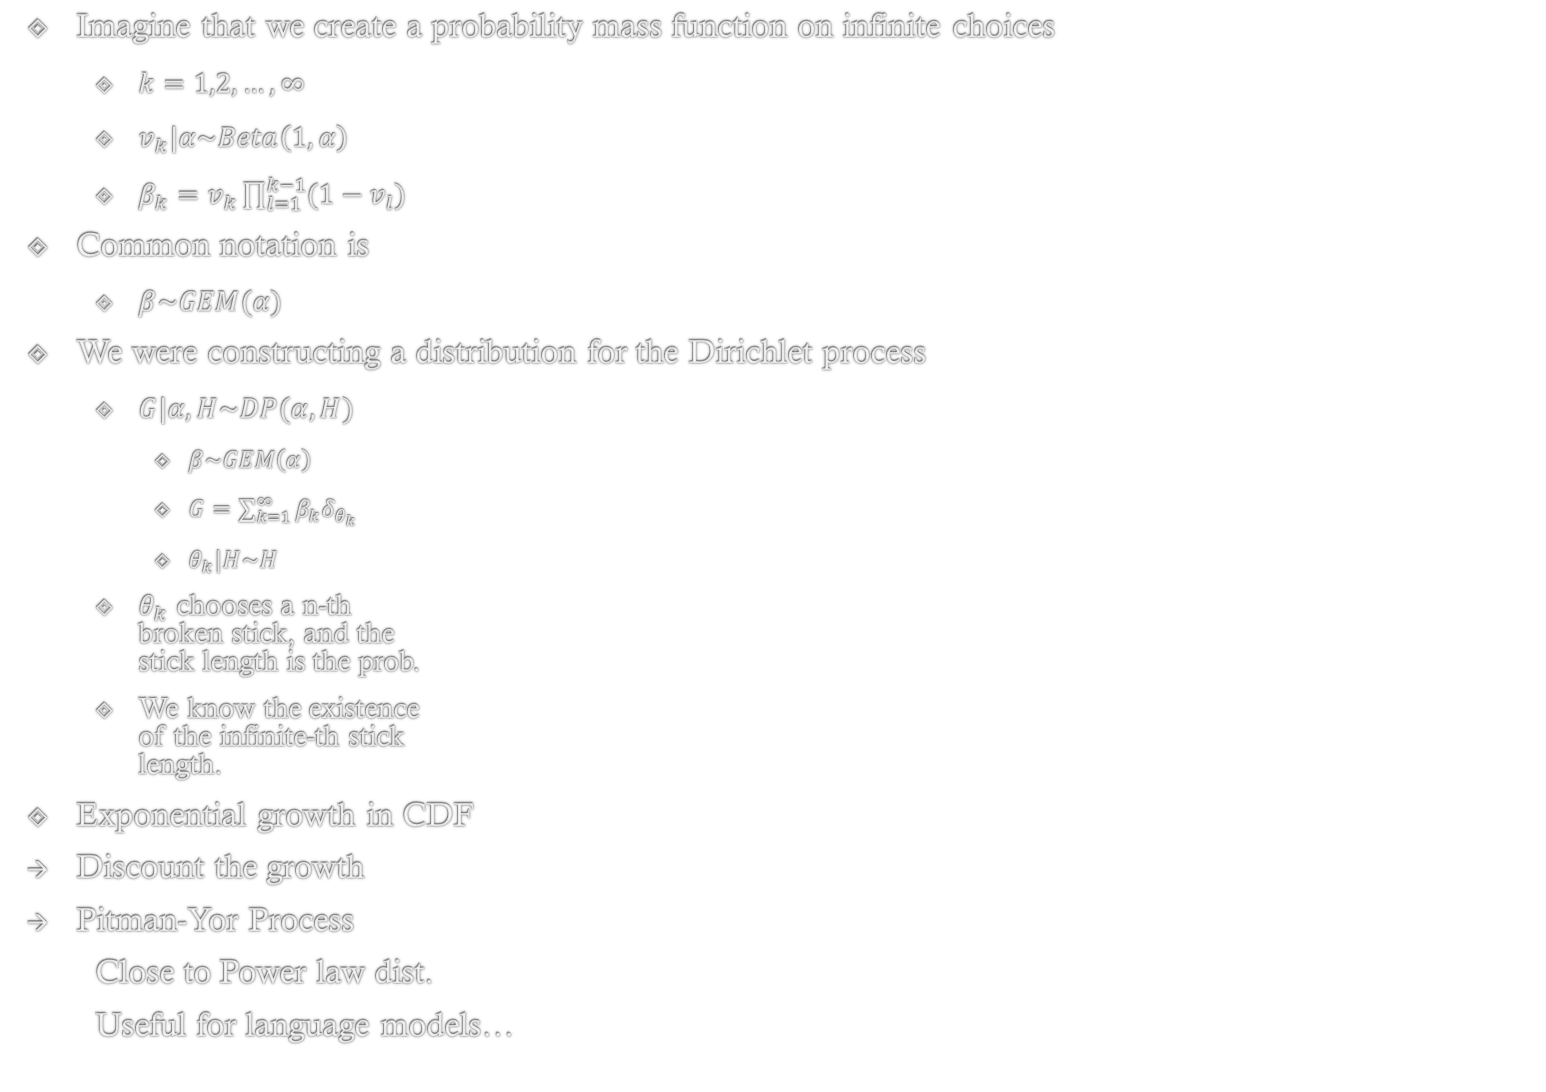 Imagine that we create a probability mass function on infinite choices
k = 1,2, … , ∞
v_k|α~Beta(1, α)
β_k = v_k ∏_{l=1}^{k−1}(1 − v_l)
Common notation is
β~GEM(α)
We were constructing a distribution for the Dirichlet process
G|α, H~DP(α, H)
β~GEM(α)
G = ∑_{k=1}^{∞} β_k δ_{θ_k}
θ_k|H~H
θ_k chooses a n-th
broken stick, and the
stick length is the prob.
We know the existence
of the infinite-th stick
length.
Exponential growth in CDF
→ Discount the growth
→ Pitman-Yor Process
Close to Power law dist.
Useful for language models…